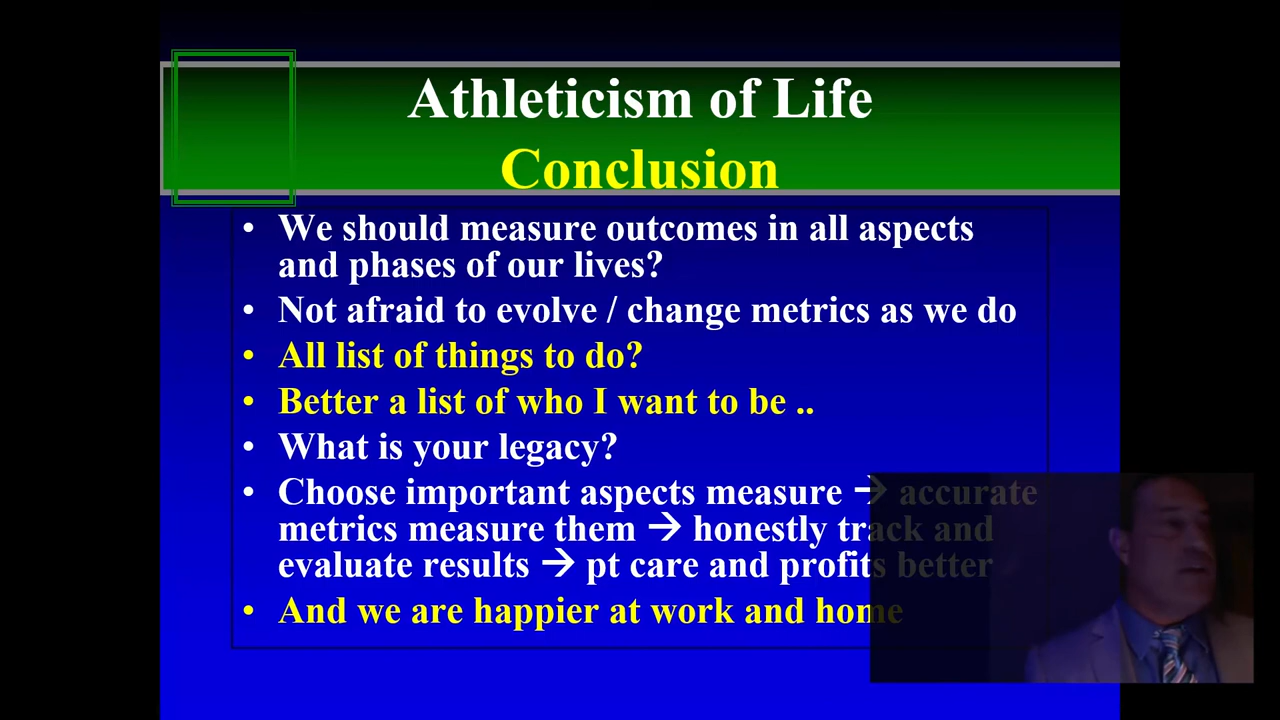 Athleticism of Life
Conclusion
• We should measure outcomes in all aspects
and phases of our lives?
• Not afraid to evolve / change metrics as we do
• All list of things to do?
• Better a list of who I want to be ..
• What is your legacy?
• Choose important aspects measure → accurate
metrics measure them → honestly track and
evaluate results → pt care and profits better
• And we are happier at work and home